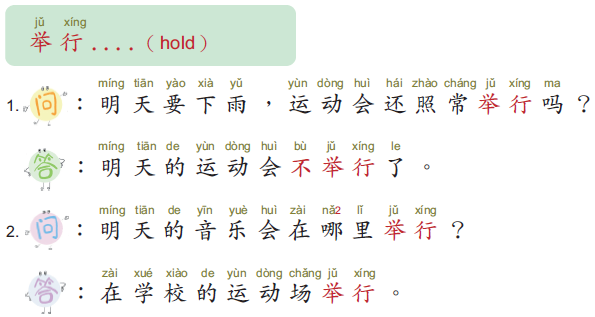 jǔ xíng
举行....（hold）
míng tiān yào xià yǔ yùn dòng huì hái zhào cháng jǔ xíng ma
1. 问：明天要下雨，运动会还照常举行吗？
míng tiān de yùn dòng huì bù jǔ xíng le
答：明天的运动会不举行了。
míng tiān de yīn yuè huì zài nǎ2 lǐ jǔ xíng
2. 问：明天的音乐会在哪里举行？
zài xué xiào de yùn dòng chǎng jǔ xíng
答：在学校的运动场举行。